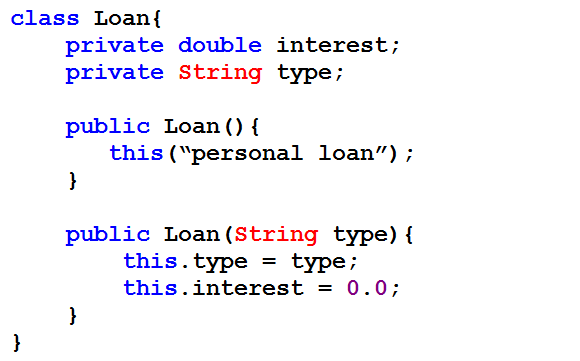 class Loan{
    private double interest;
    private String type;

    public Loan(){
       this(“personal loan”);
    }

    public Loan(String type){
        this.type = type;
        this.interest = 0.0;
    }
}